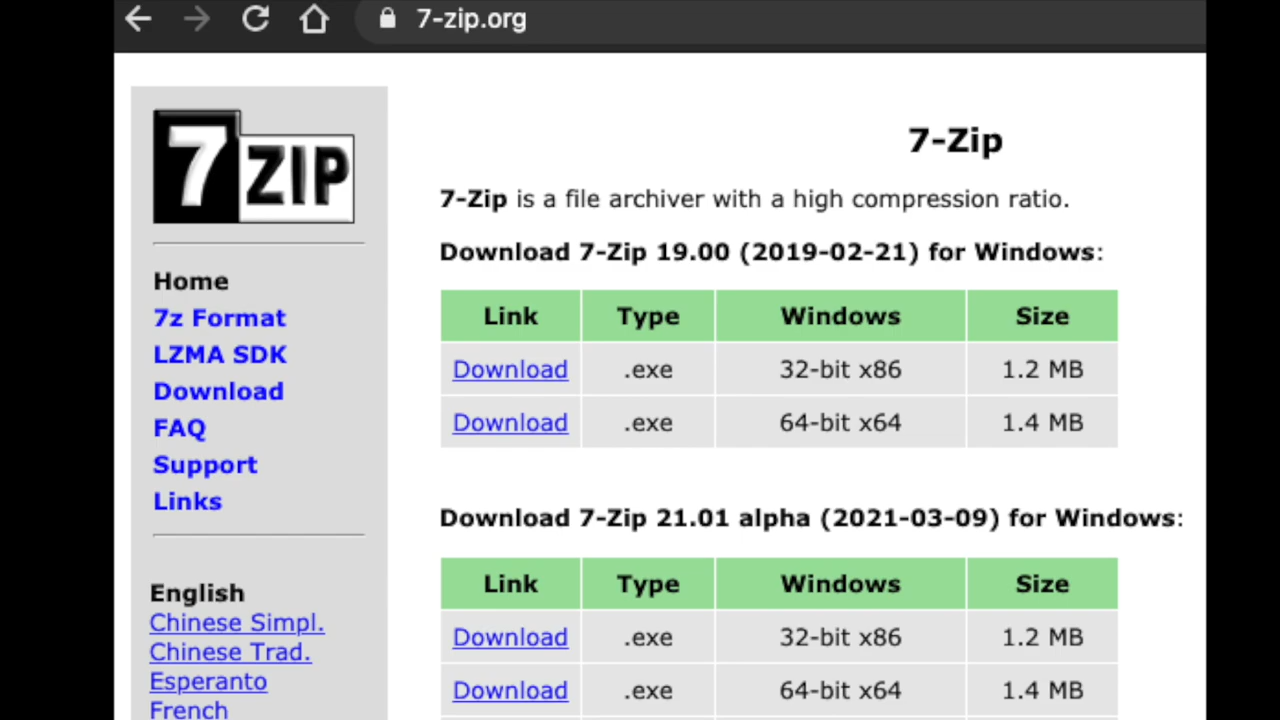 7-zip.org
7 ZIP
Home
7z Format
LZMA SDK
Download
FAQ
Support
Links
English
Chinese Simpl.
Chinese Trad.
Esperanto
French
7-Zip
7-Zip is a file archiver with a high compression ratio.
Download 7-Zip 19.00 (2019-02-21) for Windows:
Link Type Windows Size
Download .exe 32-bit x86 1.2 MB
Download .exe 64-bit x64 1.4 MB
Download 7-Zip 21.01 alpha (2021-03-09) for Windows:
Link Type Windows Size
Download .exe 32-bit x86 1.2 MB
Download .exe 64-bit x64 1.4 MB